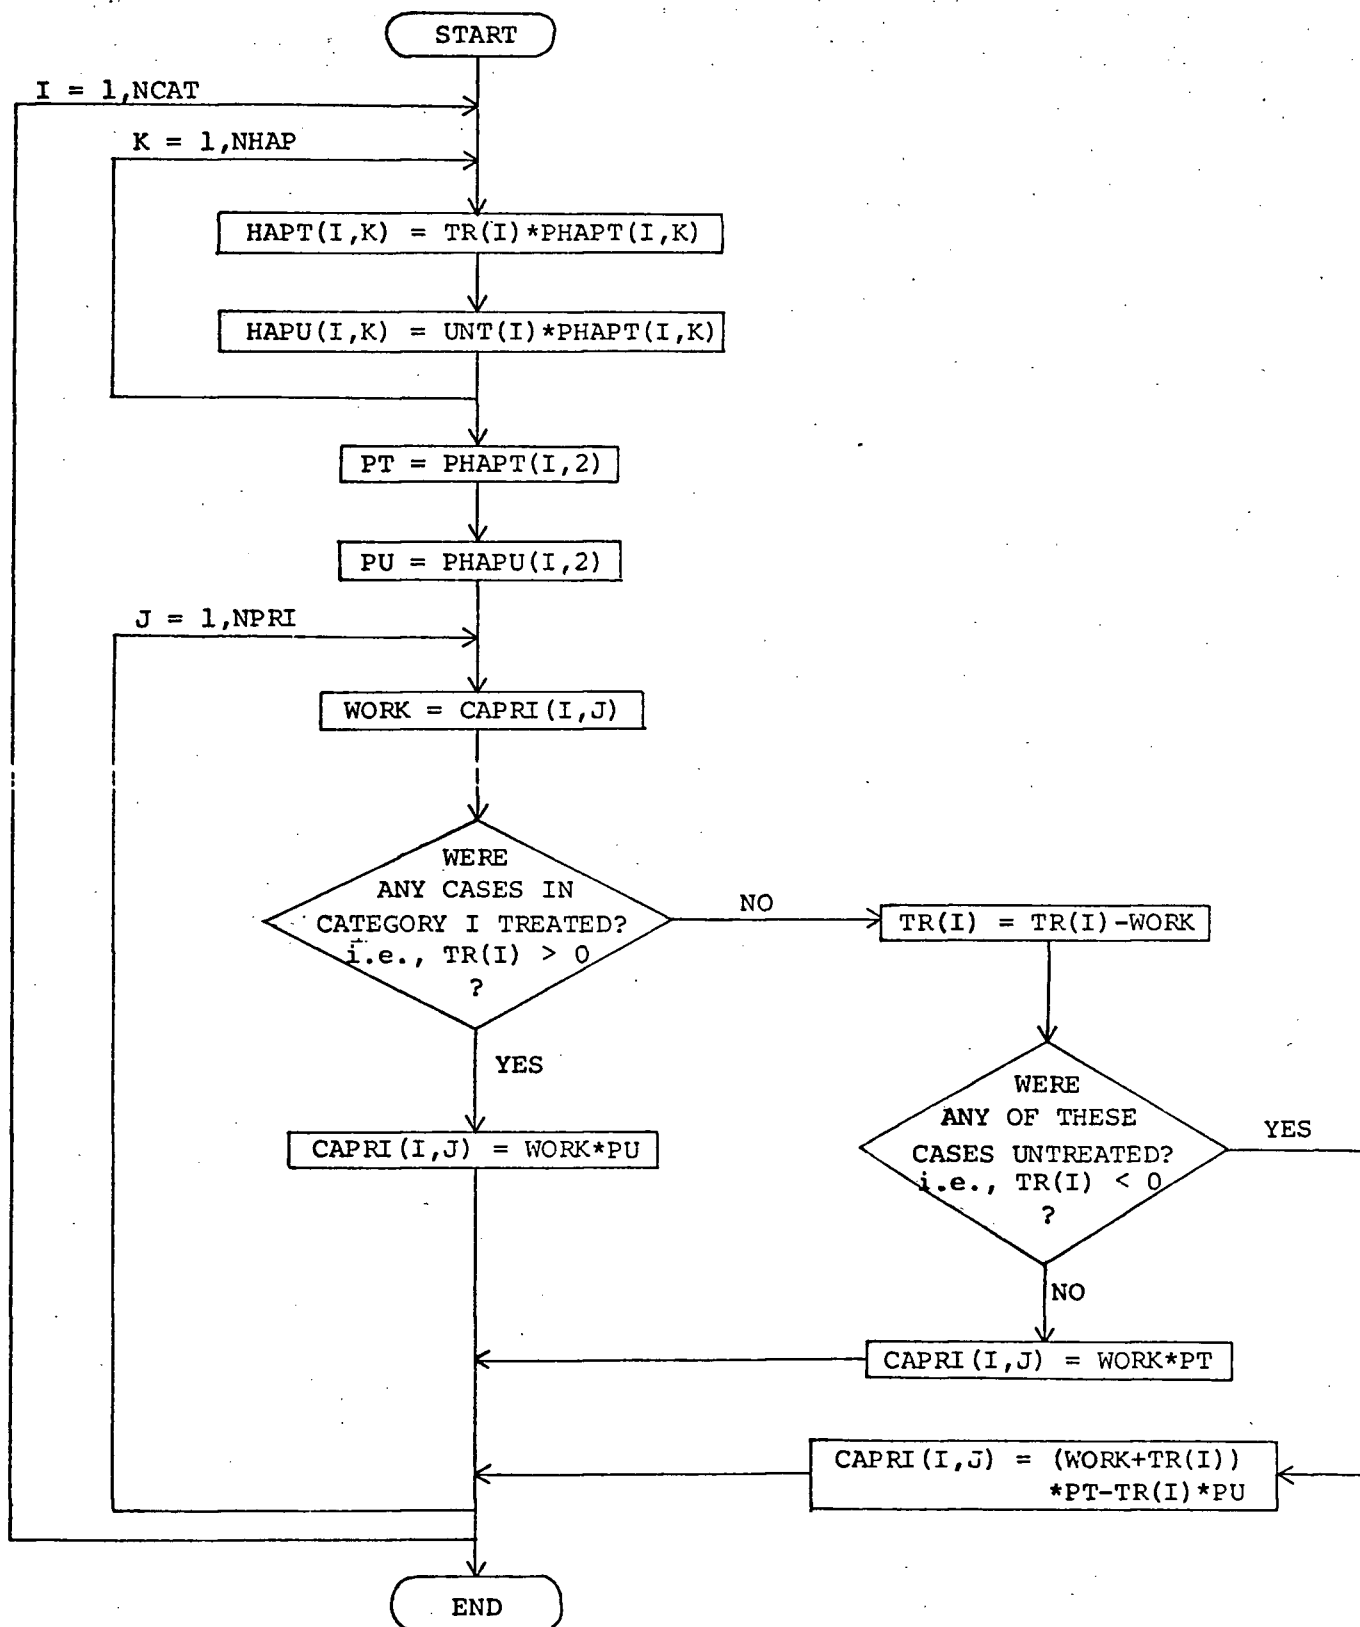 START
I = 1,NCAT
K = 1,NHAP
HAPT(I,K) = TR(I)*PHAPT(I,K)
HAPU(I,K) = UNT(I)*PHAPT(I,K)
PT = PHAPT(I,2)
PU = PHAPU(I,2)
J = 1,NPRI
WORK = CAPRI(I,J)
WERE
ANY CASES IN
CATEGORY I TREATED?
i.e., TR(I) > 0
?
NO
TR(I) = TR(I)-WORK
YES
WERE
ANY OF THESE
CASES UNTREATED?
i.e., TR(I) < 0
?
YES
CAPRI(I,J) = WORK*PU
NO
CAPRI(I,J) = WORK*PT
CAPRI(I,J) = (WORK+TR(I))
*PT-TR(I)*PU
END